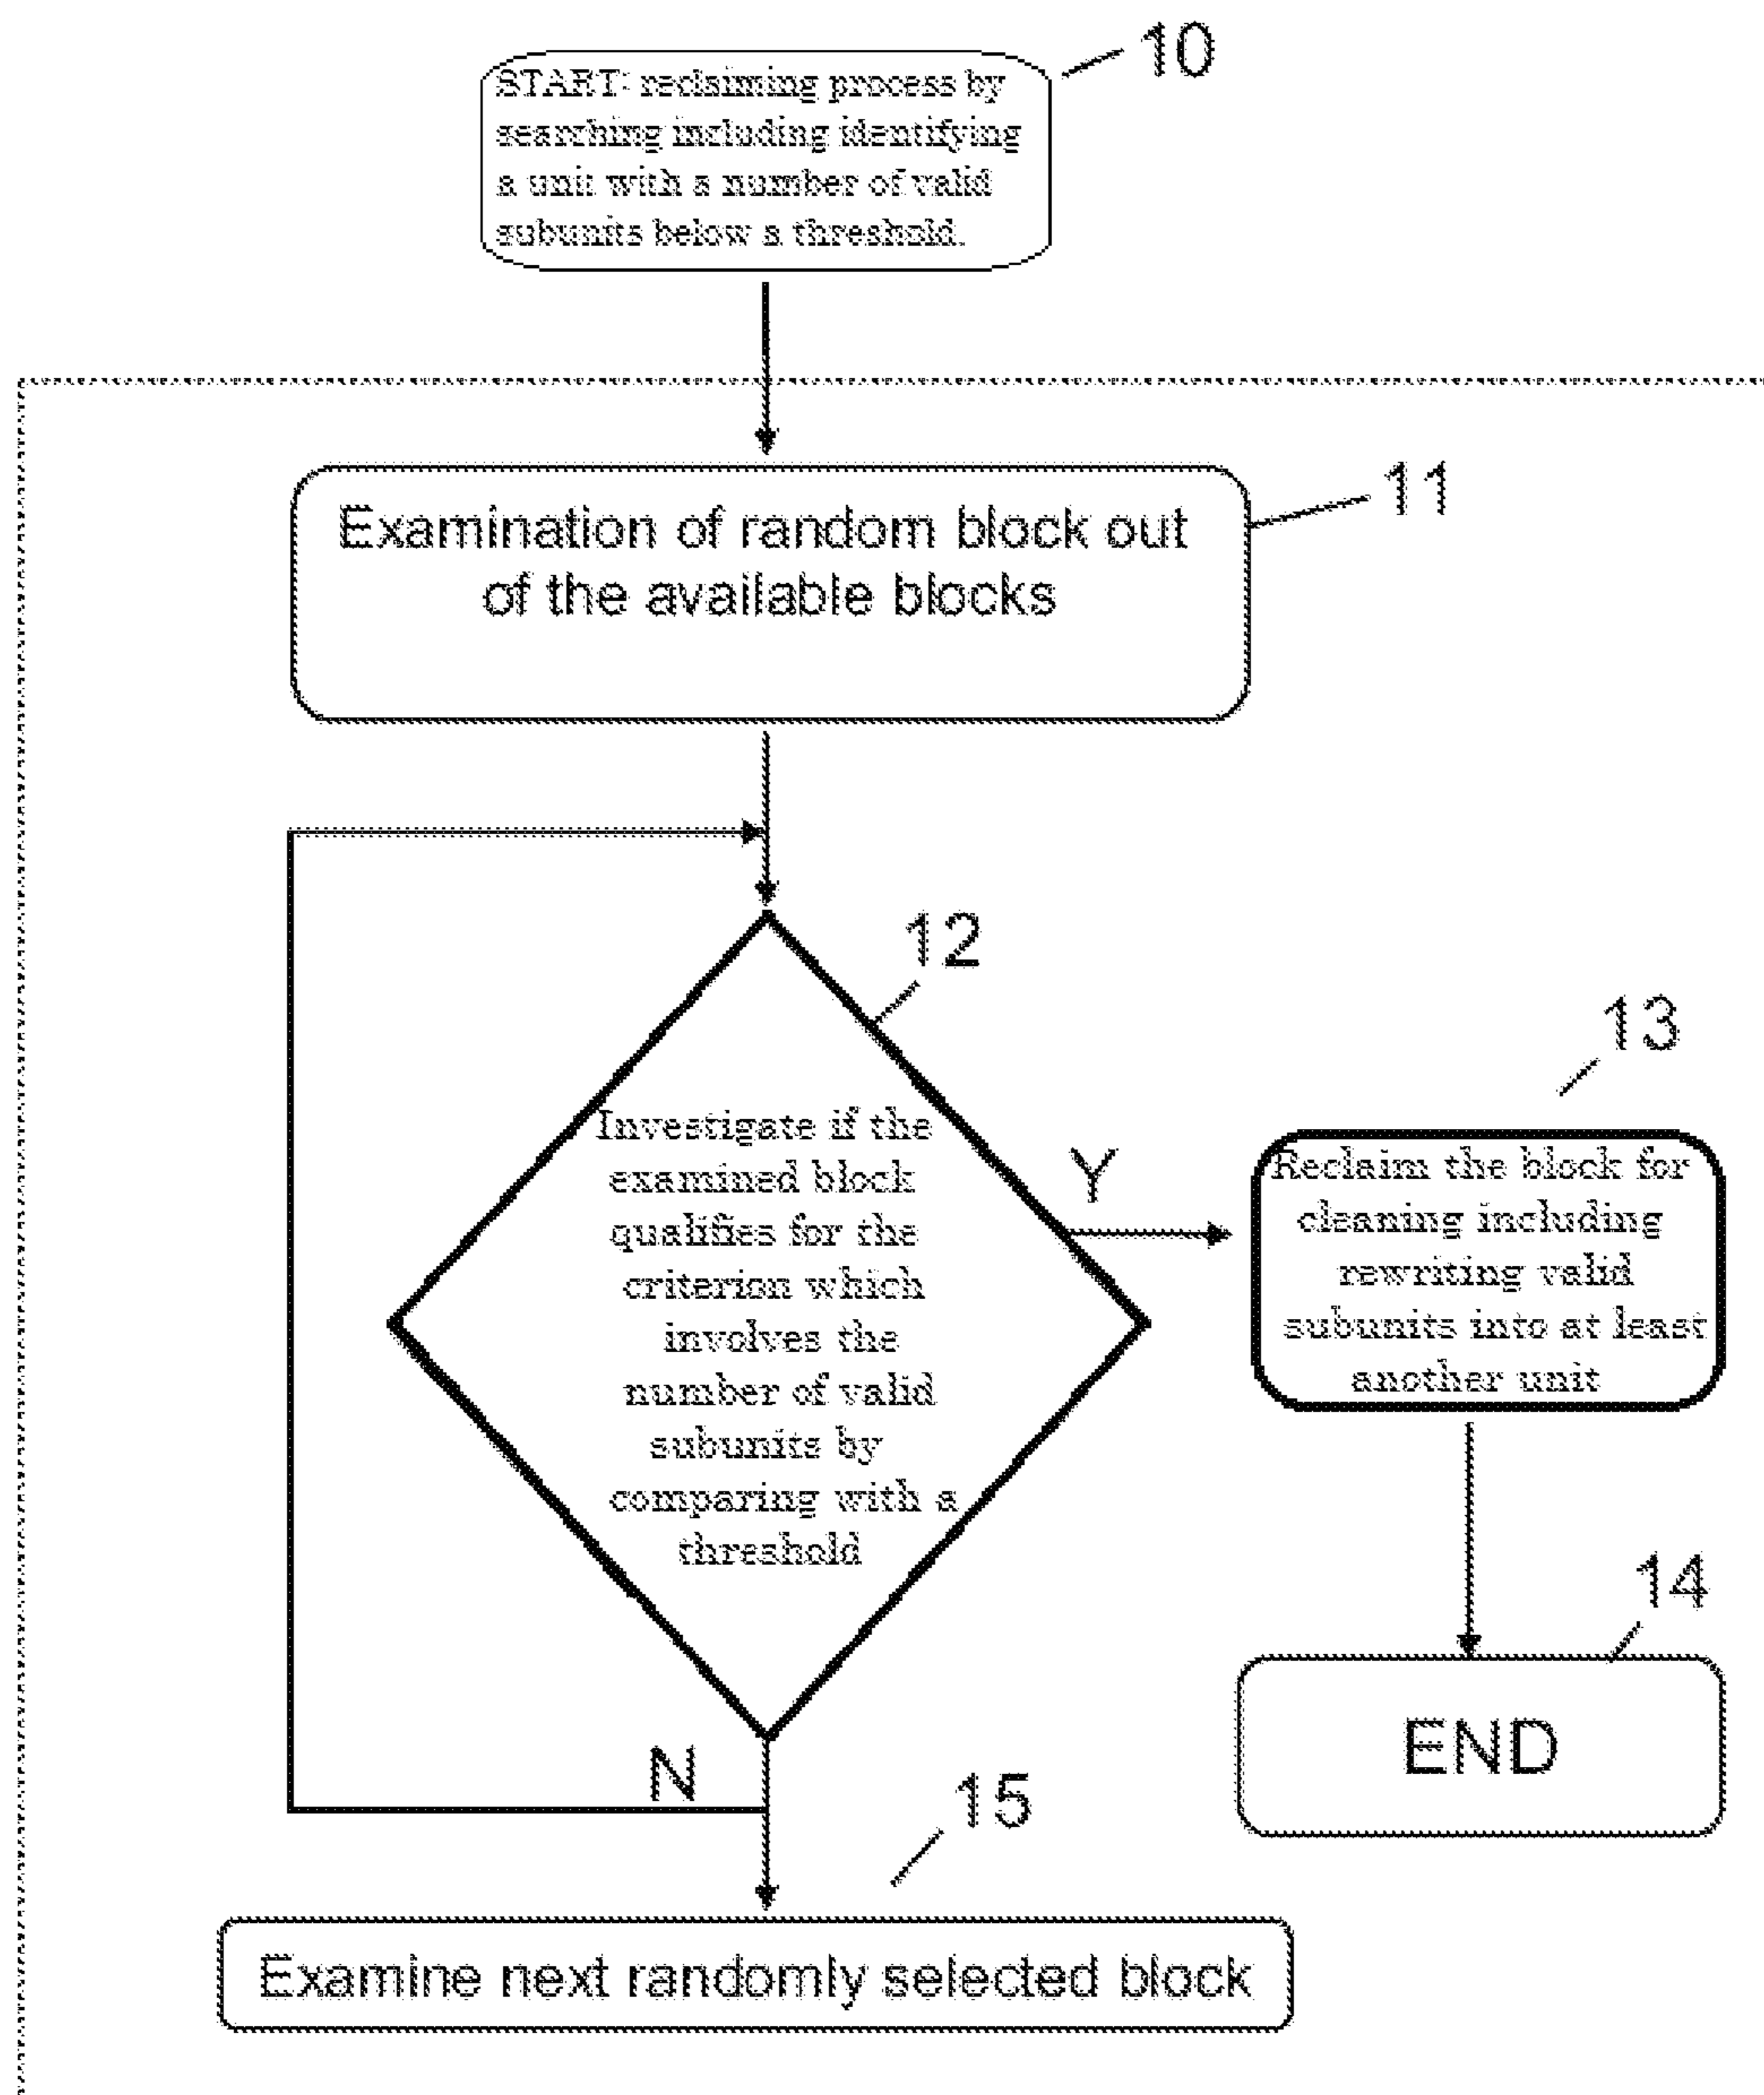 10
START: reclaiming process by
searching including identifying
a unit with a number of valid
subunits below a threshold.
11
Examination of random block out
of the available blocks
12
Investigate if the
examined block
qualifies for the
criterion which
involves the
number of valid
subunits by
comparing with a
threshold
Y
13
Reclaim the block for
cleaning including
rewriting valid
subunits into at least
another unit
14
END
N
15
Examine next randomly selected block